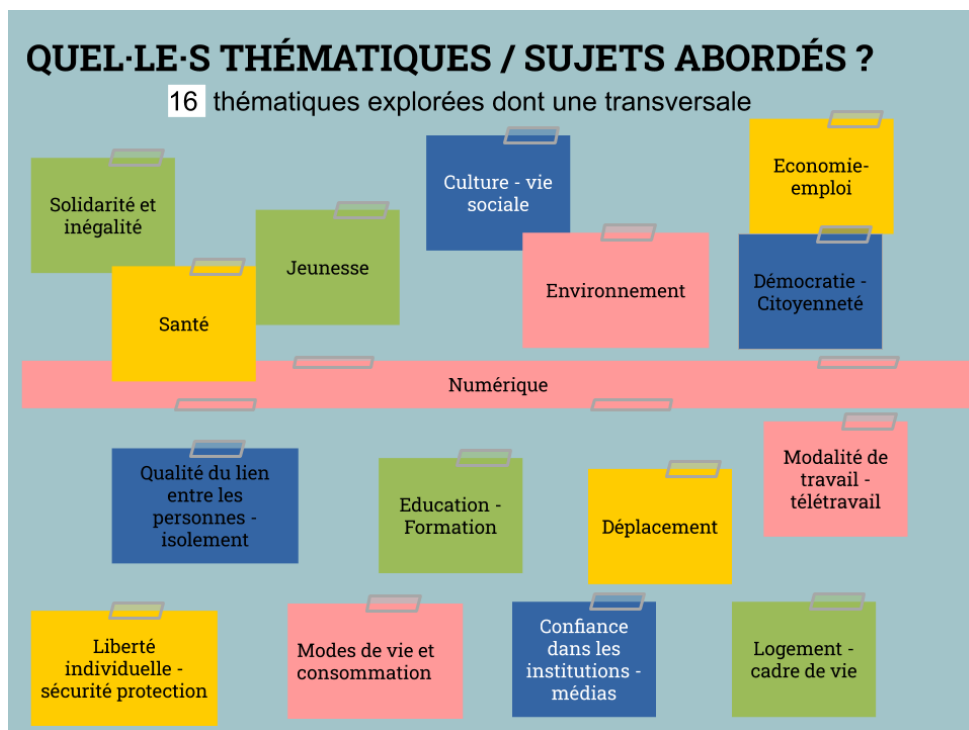 QUEL·LE·S THÉMATIQUES / SUJETS ABORDÉS ?
16 thématiques explorées dont une transversale
Solidarité et
inégalité
Santé
Jeunesse
Culture - vie
sociale
Environnement
Economie-
emploi
Démocratie -
Citoyenneté
Numérique
Qualité du lien
entre les
personnes -
isolement
Education -
Formation
Déplacement
Modalité de
travail -
télétravail
Liberté
individuelle -
sécurité protection
Modes de vie et
consommation
Confiance
dans les
institutions -
médias
Logement -
cadre de vie